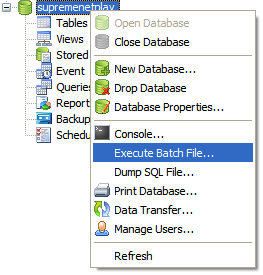 supremenetplay
Tables
Views
Stored
Event
Queries
Report
Backup
Schedu
Open Database
Close Database
New Database...
Drop Database
Database Properties...
Console...
Execute Batch File...
Dump SQL File...
Print Database...
Data Transfer...
Manage Users...
Refresh